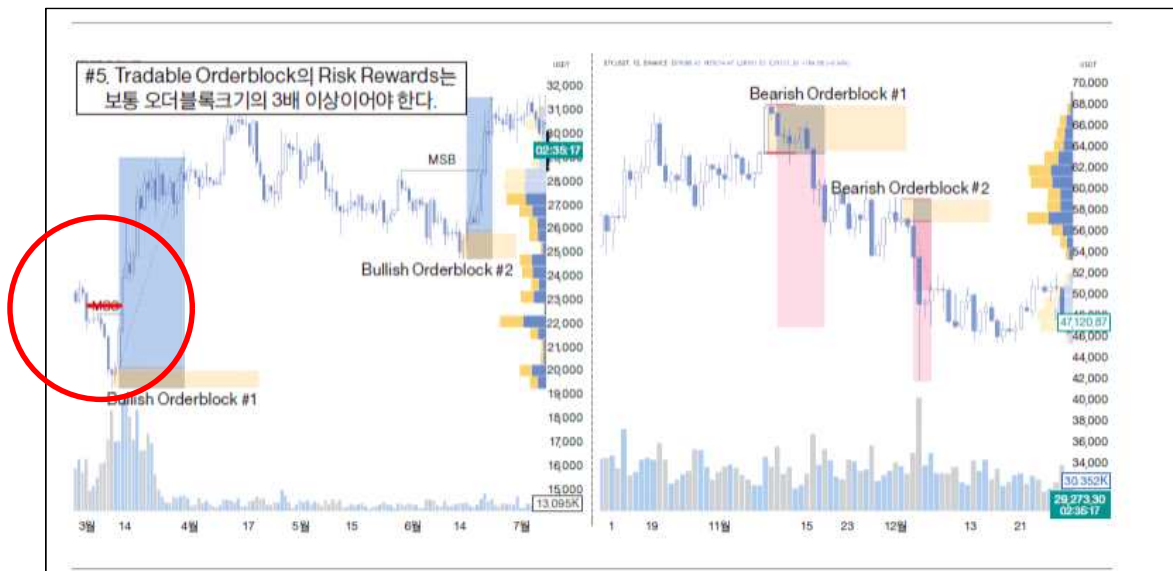 #5. Tradable Orderblock의 Risk Rewards는
보통 오더블록크기의 3배 이상이어야 한다.
USDT
32,000
31,000
30,000
02:35:17
28,000
27,000
26,000
25,000
24,000
23,000
22,000
21,000
20,000
19,000
18,000
17,000
16,000
15,000
13,095K
MSB
MSB
Bullish Orderblock #2
Bullish Orderblock #1
3월 14 4월 17 5월 15 6월 14 7월
USDT
Bearish Orderblock #1
Bearish Orderblock #2
70,000
68,000
66,000
64,000
62,000
60,000
58,000
56,000
54,000
52,000
50,000
47,120.87
44,000
42,000
40,000
38,000
36,000
34,000
30.352K
29,273.30
02:35:17
1 19 11월 15 23 12월 13 21